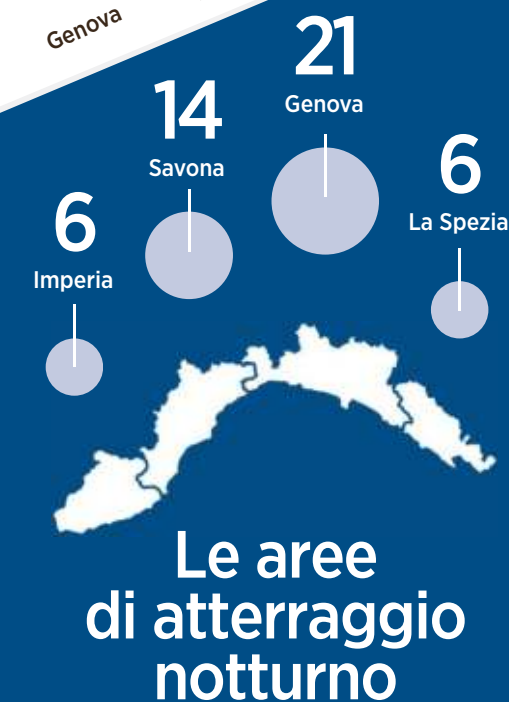 Genova
21
Genova
14
Savona
6
La Spezia
6
Imperia
Le aree
di atterraggio
notturno